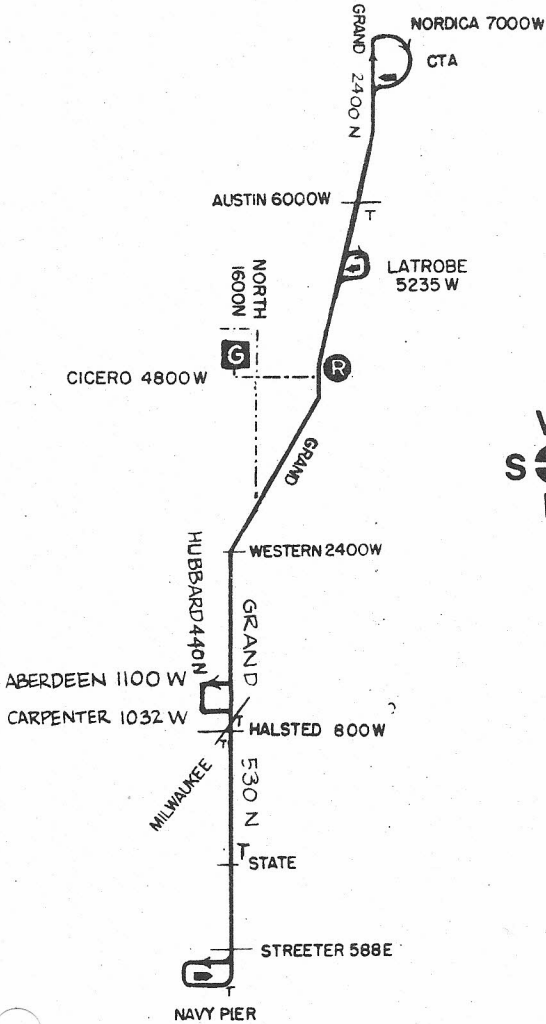 NORDICA 7000W
GRAND 2400 N
CTA
AUSTIN 6000W
T
LATROBE
5235 W
NORTH
1600N
G
R
CICERO 4800W
S
GRAND
WESTERN 2400W
HUBBARD 440N
GRAND
ABERDEEN 1100 W
CARPENTER 1032 W
T
T
HALSTED 800W
?
MILWAUKEE
530 N
T
STATE
STREETER 588E
T
NAVY PIER